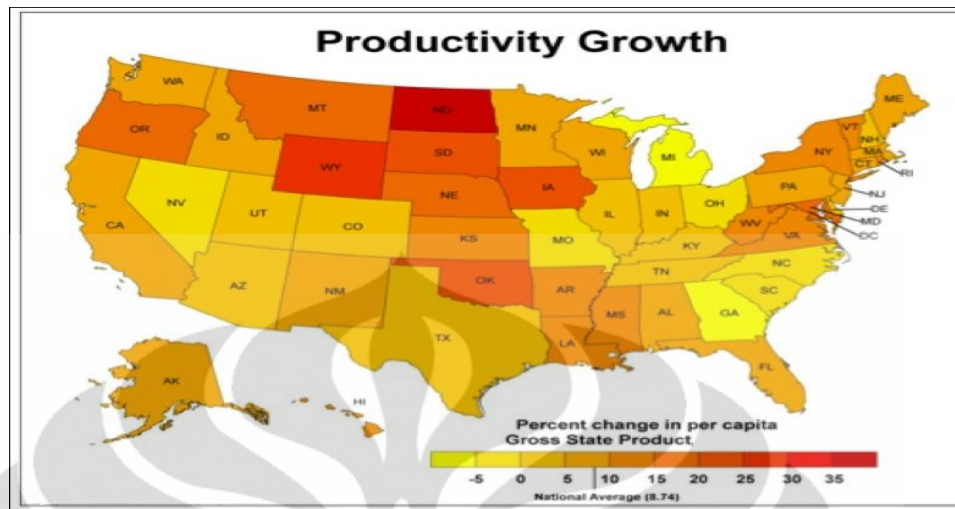 Productivity Growth
WA
MT
ND
MN
ME
OR
ID
WY
SD
WI
MI
NY
VT
NH
MA
CT
RI
NV
UT
CO
NE
IA
IL
IN
OH
PA
NJ
DE
MD
DC
CA
KS
MO
KY
WV
VA
AZ
NM
OK
AR
TN
NC
SC
TX
LA
MS
AL
GA
FL
AK
HI
Percent change in per capita
Gross State Product
-5 0 5 10 15 20 25 30 35
National Average (8.74)